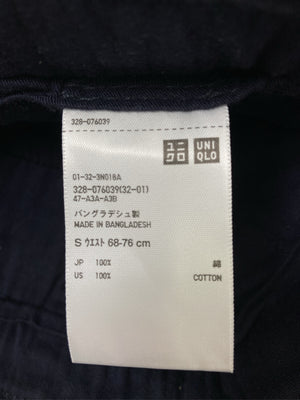 328-076039
ユニ UNI
クロ QLO
01-32-3N018A
328-076039(32-01)
47-A3A-A3B
バングラデシュ製
MADE IN BANGLADESH
S ウエスト 68-76 cm
JP 100% 綿
US 100% COTTON